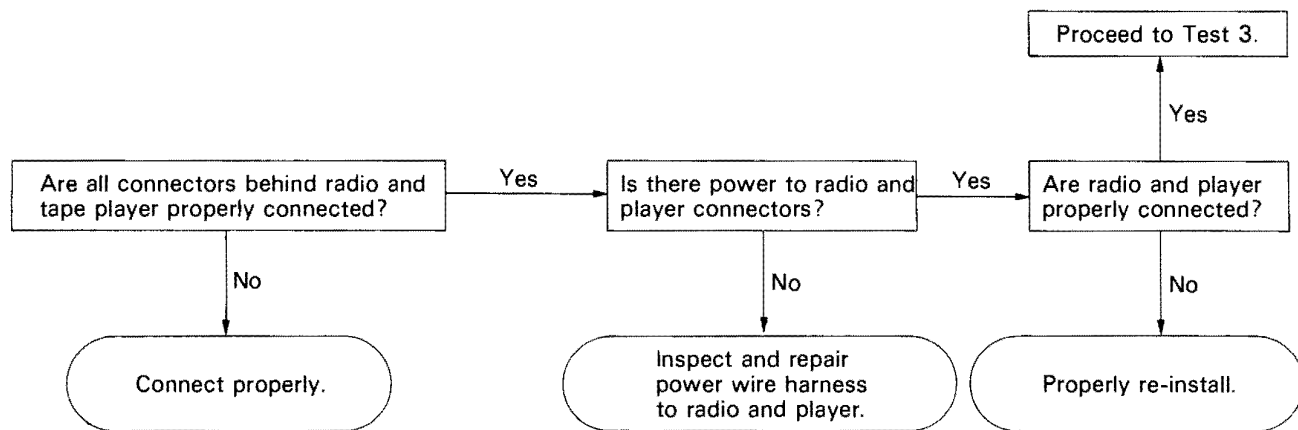 Proceed to Test 3.
Yes
Are all connectors behind radio and
tape player properly connected?
Yes
Is there power to radio and
player connectors?
Yes
Are radio and player
properly connected?
No
No
No
Connect properly.
Inspect and repair
power wire harness
to radio and player.
Properly re-install.